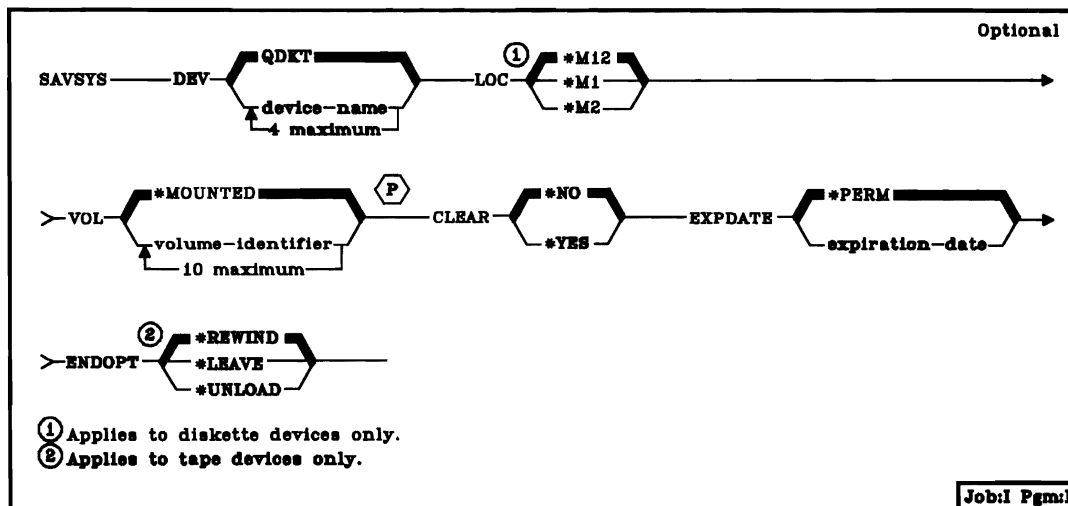 Optional
SAVSYS DEV QDKT device-name 4 maximum LOC ① *M12 *M1 *M2
VOL *MOUNTED volume-identifier 10 maximum P CLEAR *NO *YES EXPDATE *PERM expiration-date
ENDOPT ② *REWIND *LEAVE *UNLOAD
① Applies to diskette devices only.
② Applies to tape devices only.
Job:I Pgm:I